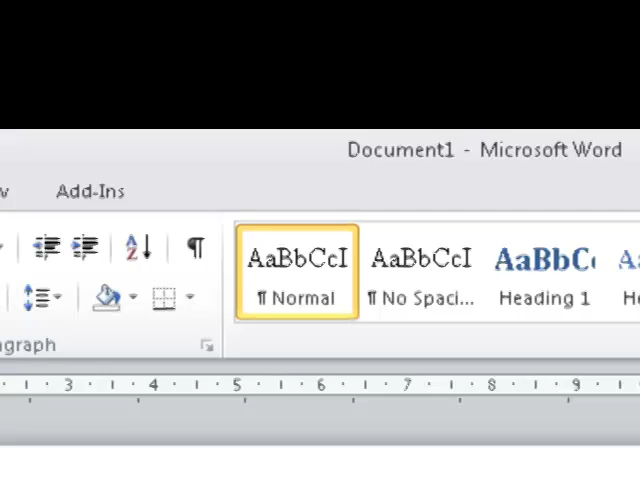 Document1 - Microsoft Word
Add-Ins
AaBbCcI AaBbCcI AaBbC
¶ Normal ¶ No Spaci... Heading 1
3 4 5 6 7 8 9